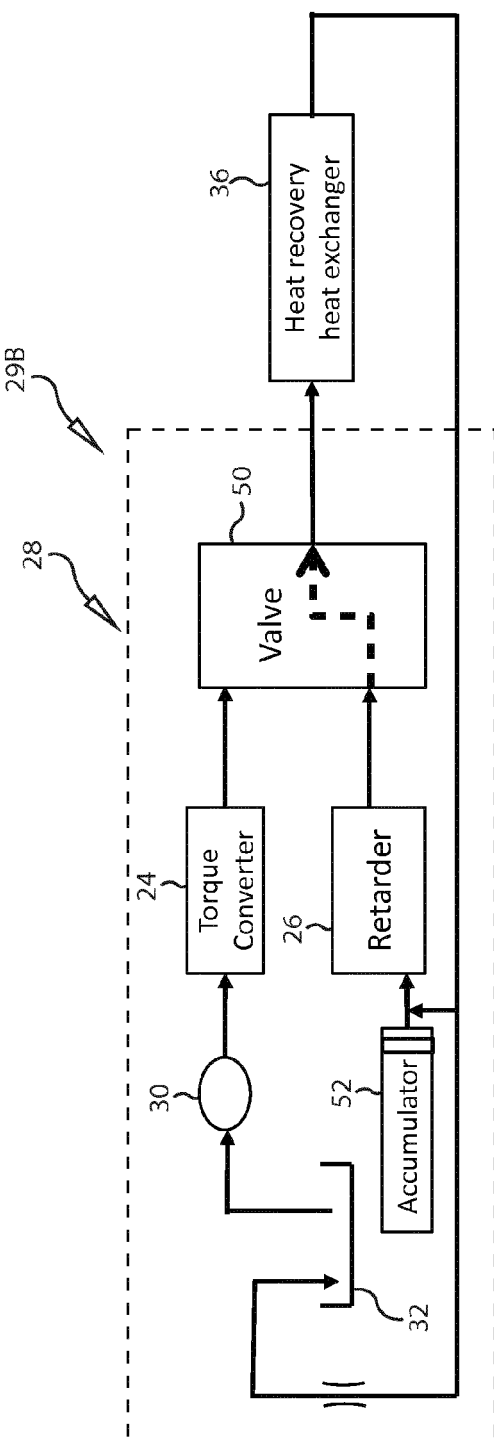 29B
28
30
24
Torque
Converter
50
Valve
36
Heat recovery
heat exchanger
32
52
Accumulator
26
Retarder